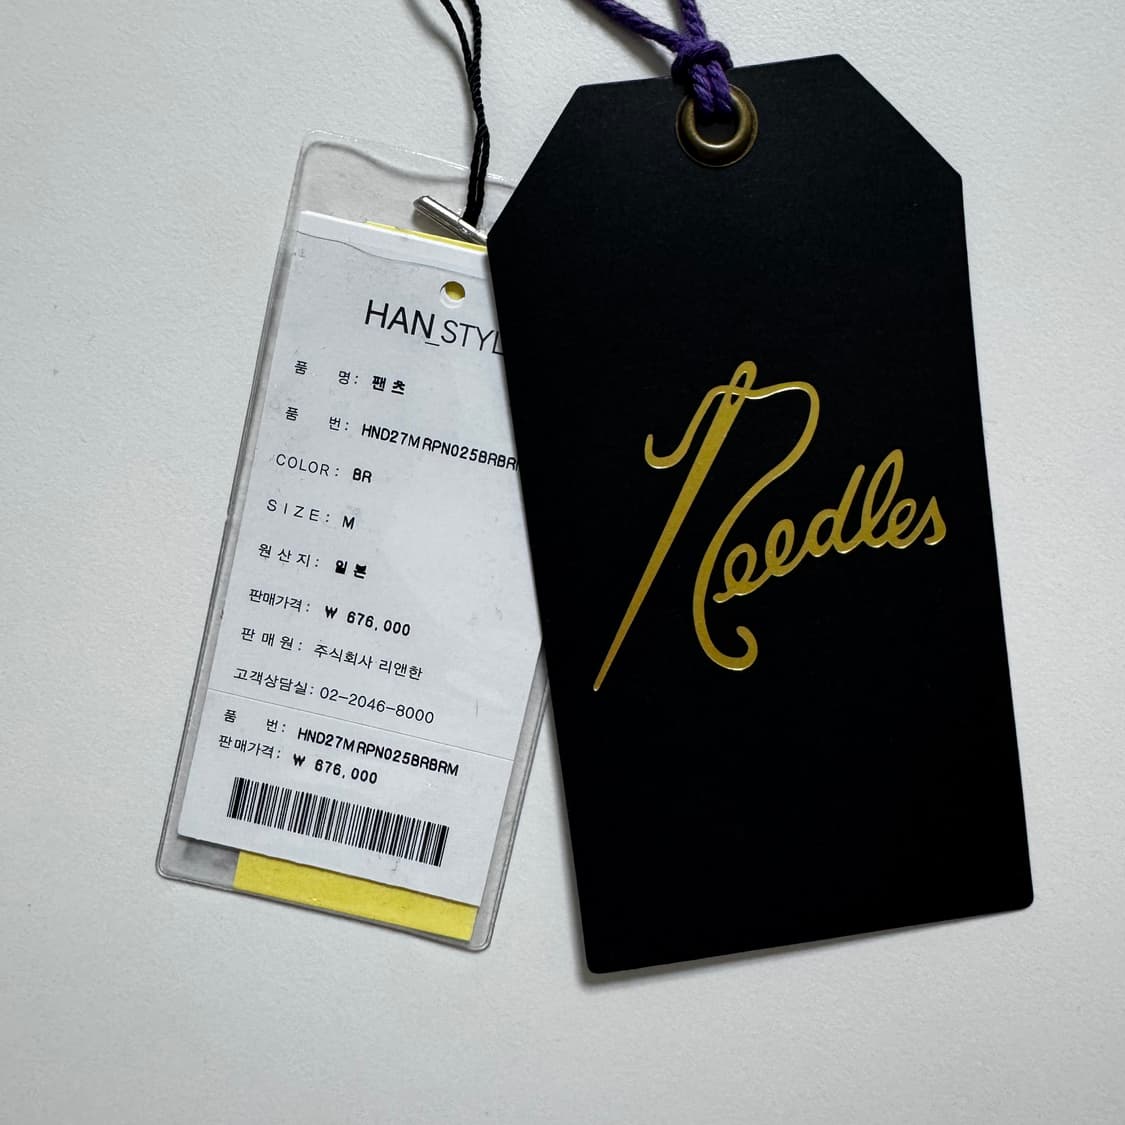 HAN_STYL
품 명: 팬츠
품 번: HND27MRPN025BRBR
COLOR: BR
SIZE: M
원산지: 일본
판매가격: ₩ 676,000
판매원: 주식회사 리앤한
고객상담실: 02-2046-8000
품 번: HND27MRPN025BRBRM
판매가격: ₩ 676,000
Needles